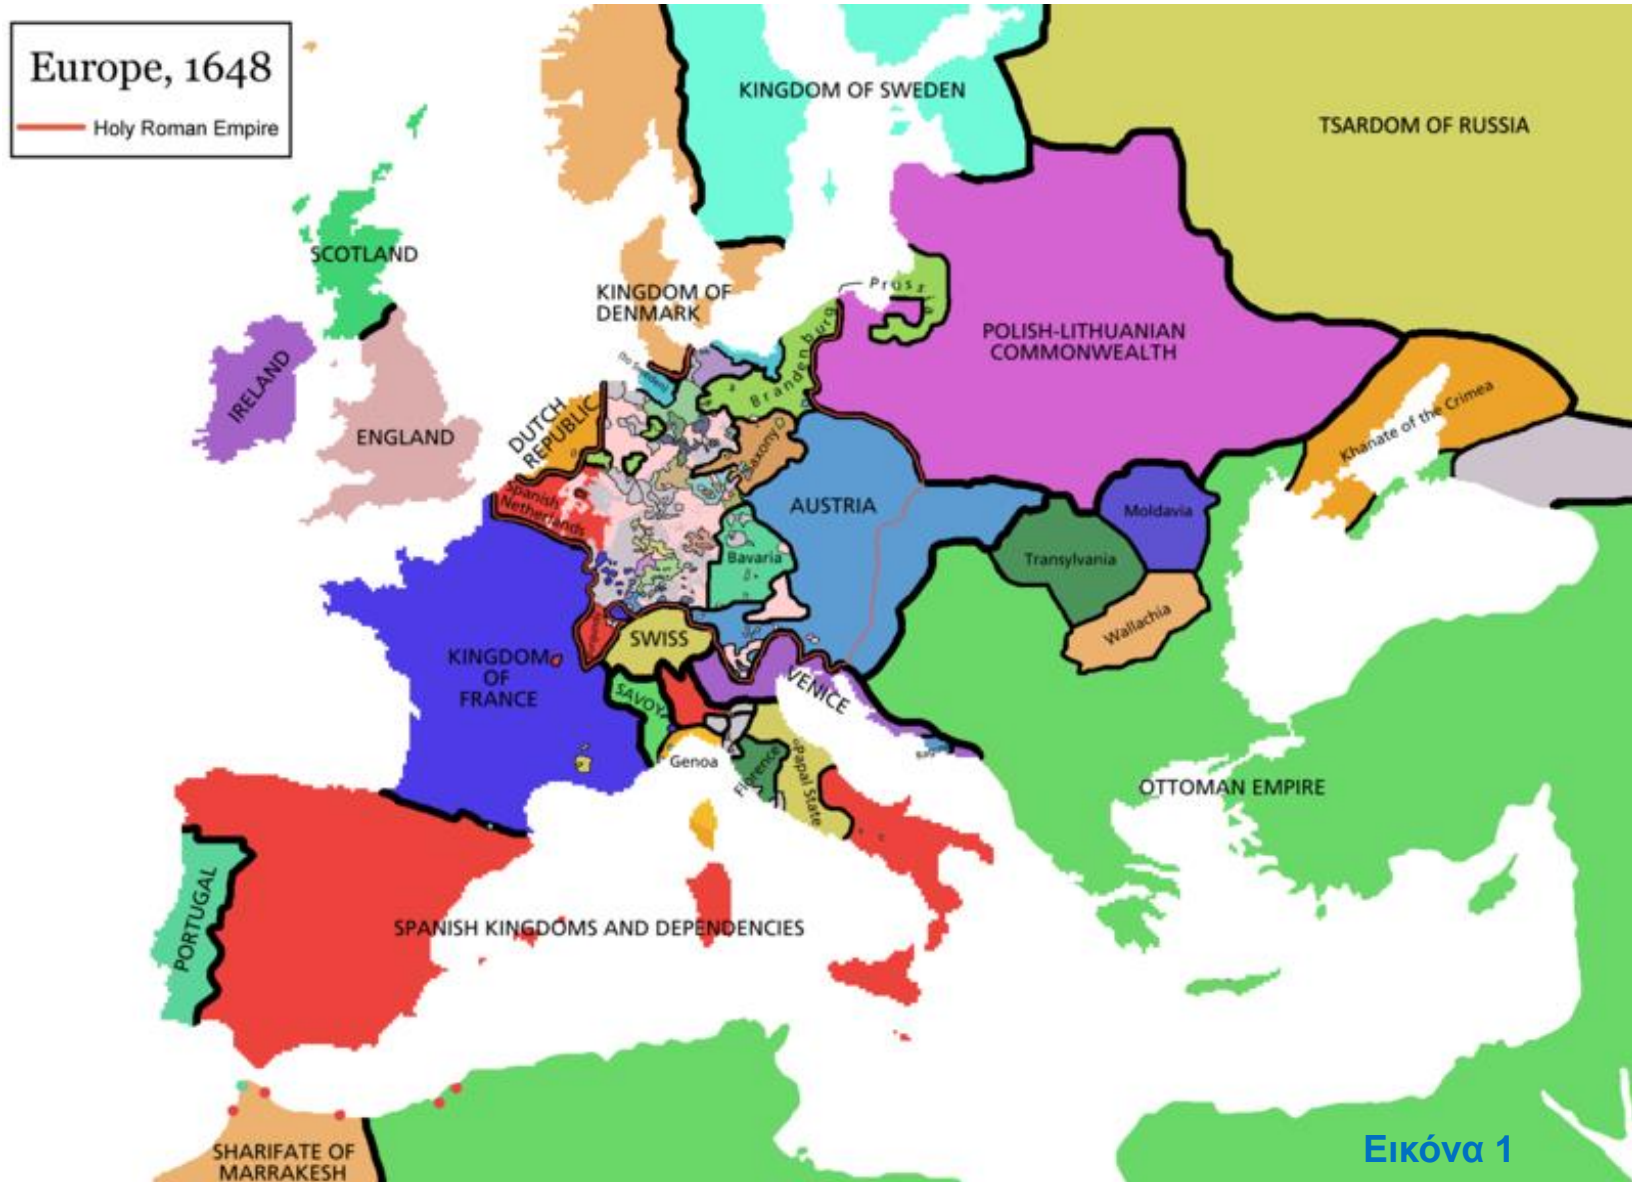 Europe, 1648
Holy Roman Empire
KINGDOM OF SWEDEN
TSARDOM OF RUSSIA
SCOTLAND
KINGDOM OF
DENMARK
Prussia
POLISH-LITHUANIAN
COMMONWEALTH
IRELAND
ENGLAND
(to Sweden)
Brandenburg
DUTCH
REPUBLIC
Saxony
Khanate of the Crimea
Spanish
Netherlands
AUSTRIA
Moldavia
Bavaria
Transylvania
Wallachia
SWISS
KINGDOM
OF
FRANCE
SAVOY
VENICE
Genoa
Florence
Papal State
OTTOMAN EMPIRE
PORTUGAL
SPANISH KINGDOMS AND DEPENDENCIES
SHARIFATE OF
MARRAKESH
Εικόνα 1